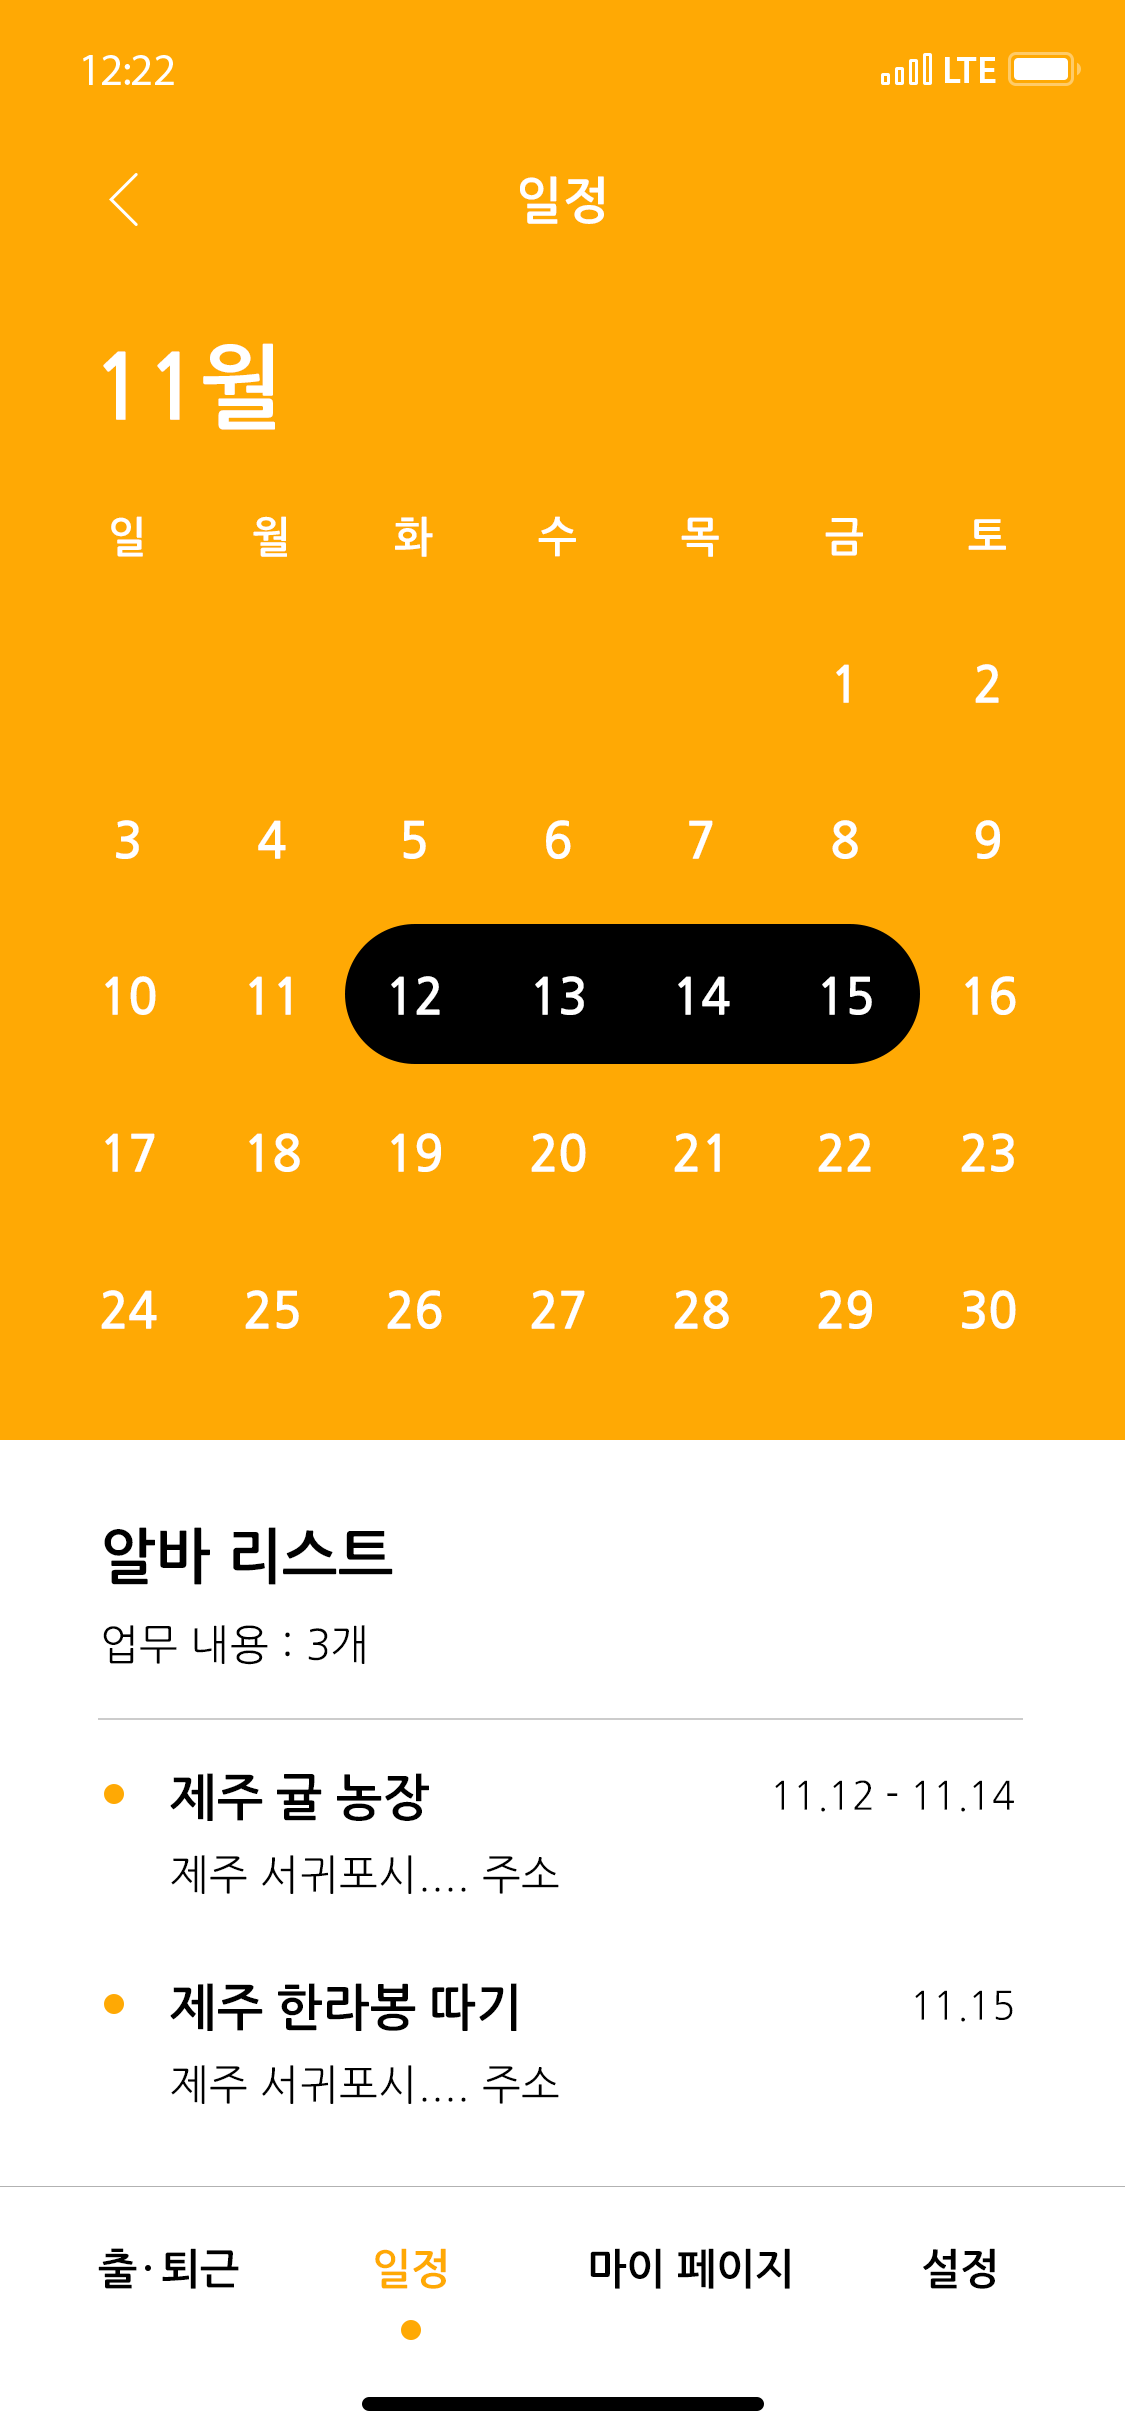 12:22 LTE
일정
11월
일 월 화 수 목 금 토
1 2
3 4 5 6 7 8 9
10 11 12 13 14 15 16
17 18 19 20 21 22 23
24 25 26 27 28 29 30
알바 리스트
업무 내용 : 3개
제주 귤 농장 11.12 - 11.14
제주 서귀포시.... 주소
제주 한라봉 따기 11.15
제주 서귀포시.... 주소
출·퇴근 일정 마이 페이지 설정